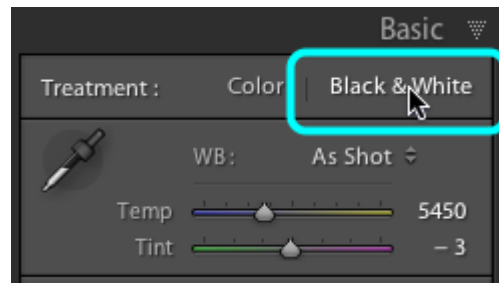 Basic
Treatment : Color | Black & White
WB : As Shot
Temp 5450
Tint – 3